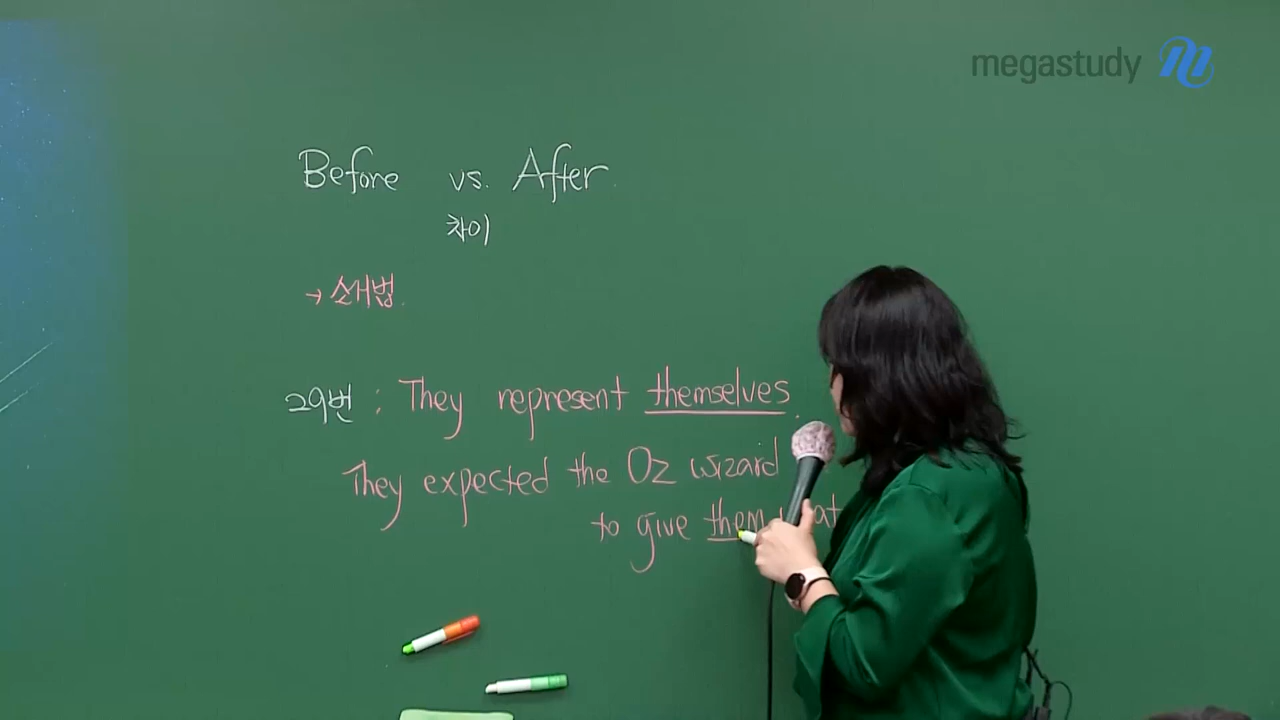 megastudy
Before vs. After
차이
→ 소거법.
29번 : They represent themselves.
They expected the Oz wizard
to give them